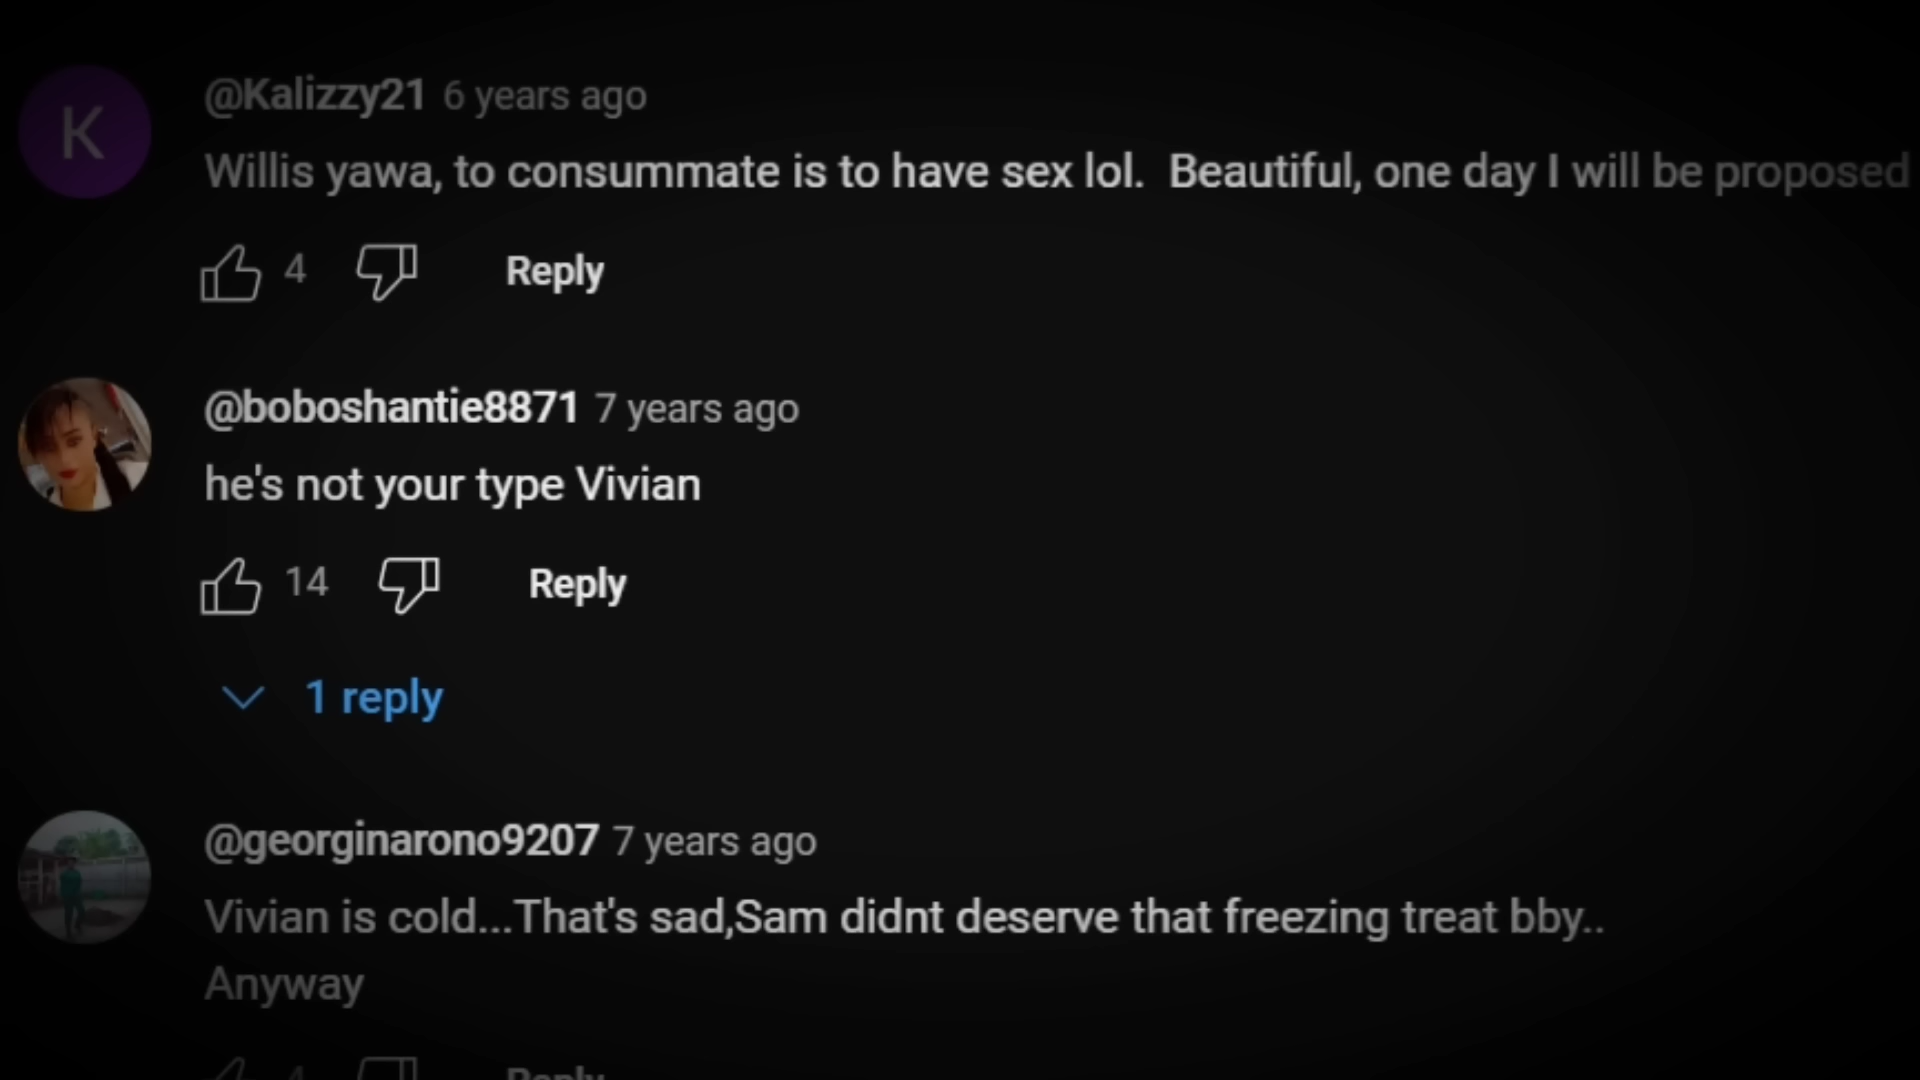 K
@Kalizzy21 6 years ago
Willis yawa, to consummate is to have sex lol.  Beautiful, one day I will be proposed
4 Reply
@boboshantie8871 7 years ago
he's not your type Vivian
14 Reply
1 reply
@georginarono9207 7 years ago
Vivian is cold...That's sad,Sam didnt deserve that freezing treat bby..
Anyway
4 Reply